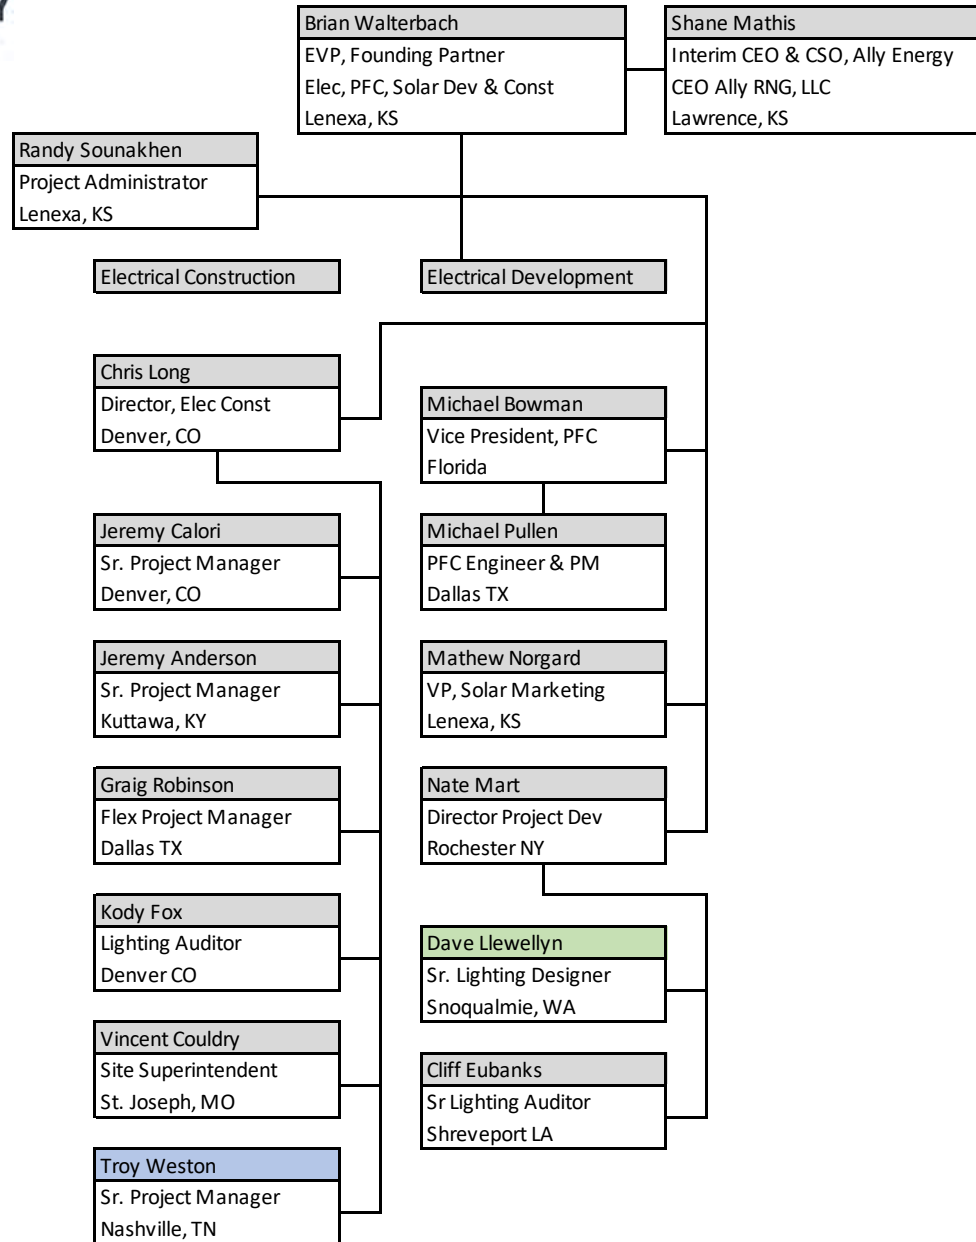 Brian Walterbach
EVP, Founding Partner
Elec, PFC, Solar Dev & Const
Lenexa, KS
Shane Mathis
Interim CEO & CSO, Ally Energy
CEO Ally RNG, LLC
Lawrence, KS
Randy Sounakhen
Project Administrator
Lenexa, KS
Electrical Construction
Electrical Development
Chris Long
Director, Elec Const
Denver, CO
Jeremy Calori
Sr. Project Manager
Denver, CO
Jeremy Anderson
Sr. Project Manager
Kuttawa, KY
Graig Robinson
Flex Project Manager
Dallas TX
Kody Fox
Lighting Auditor
Denver CO
Vincent Couldry
Site Superintendent
St. Joseph, MO
Troy Weston
Sr. Project Manager
Nashville, TN
Michael Bowman
Vice President, PFC
Florida
Michael Pullen
PFC Engineer & PM
Dallas TX
Mathew Norgard
VP, Solar Marketing
Lenexa, KS
Nate Mart
Director Project Dev
Rochester NY
Dave Llewellyn
Sr. Lighting Designer
Snoqualmie, WA
Cliff Eubanks
Sr Lighting Auditor
Shreveport LA